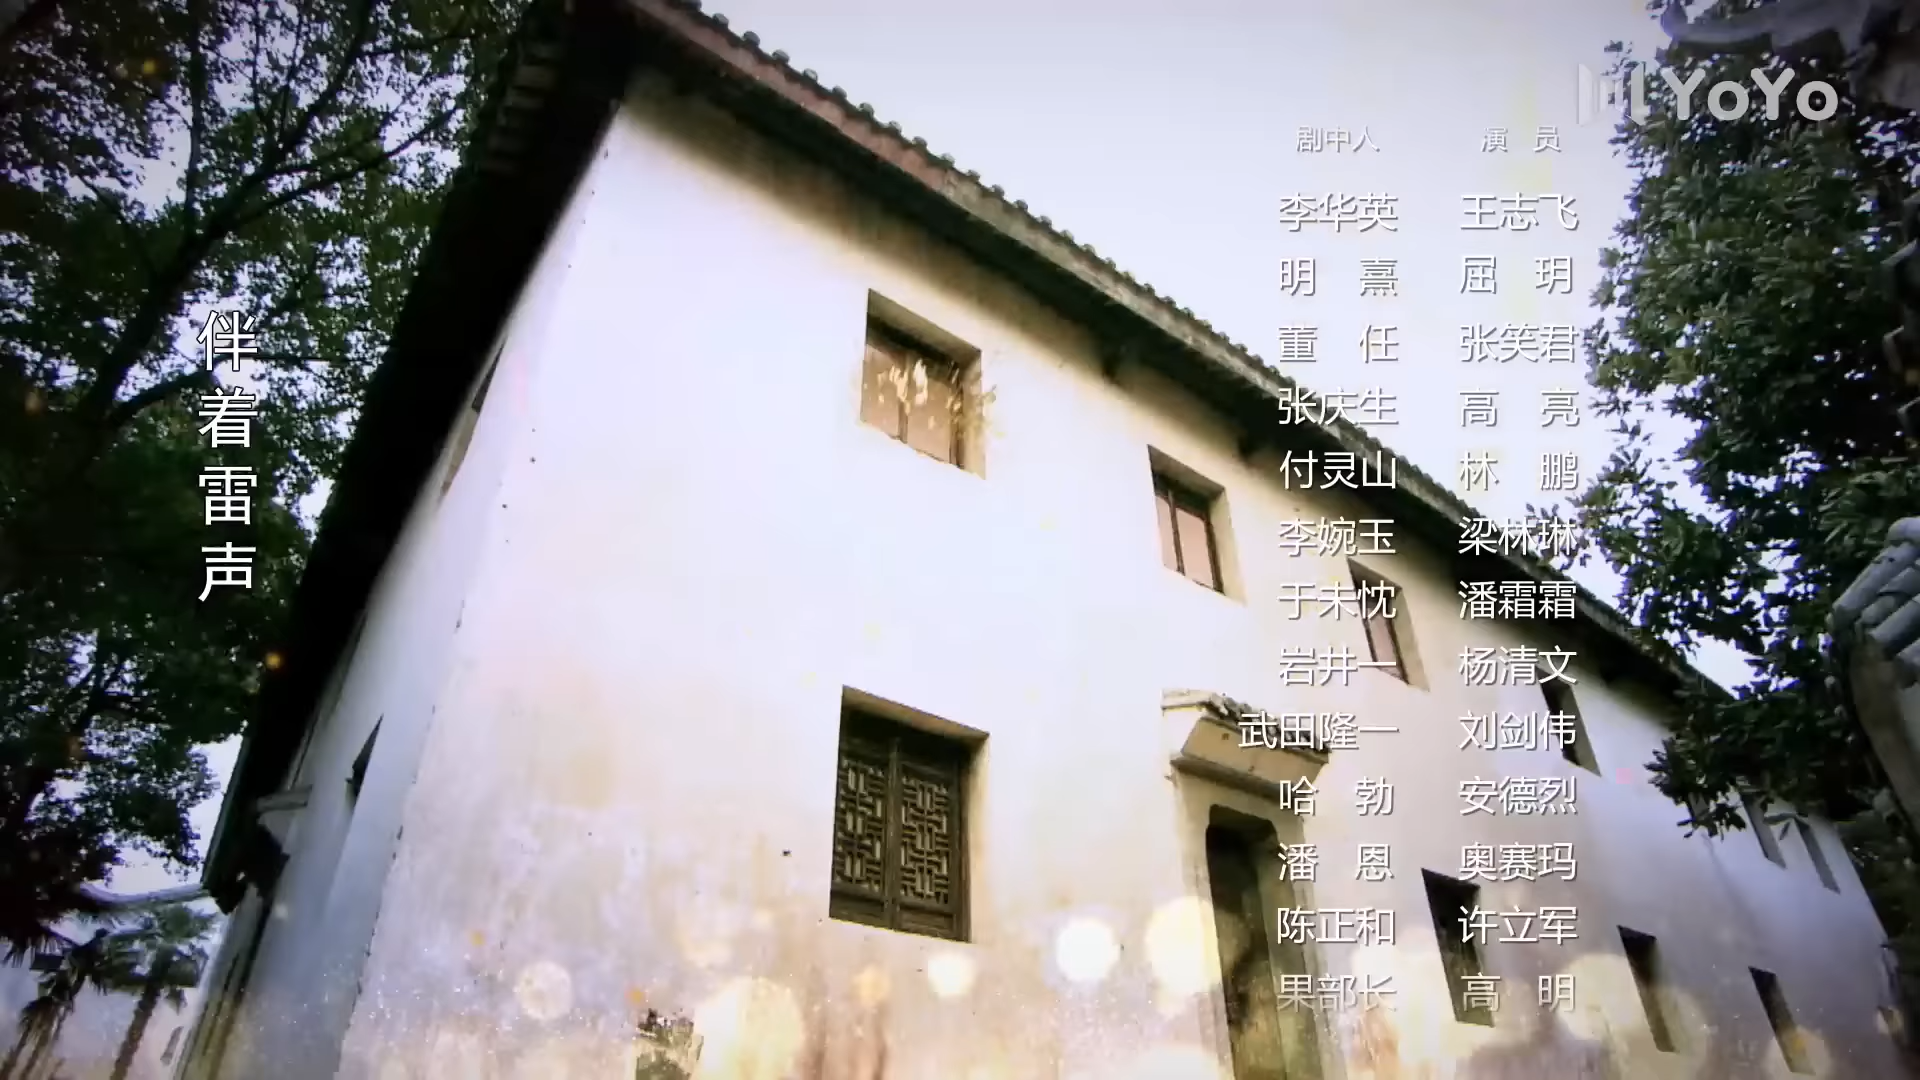 YoYo
剧中人 演员
李华英 王志飞
明熹 屈玥
董任 张笑君
张庆生 高亮
付灵山 林鹏
李婉玉 梁林琳
于未忱 潘霜霜
岩井一 杨清文
武田隆一 刘剑伟
哈勃 安德烈
潘恩 奥赛玛
陈正和 许立军
果部长 高明
伴着雷声